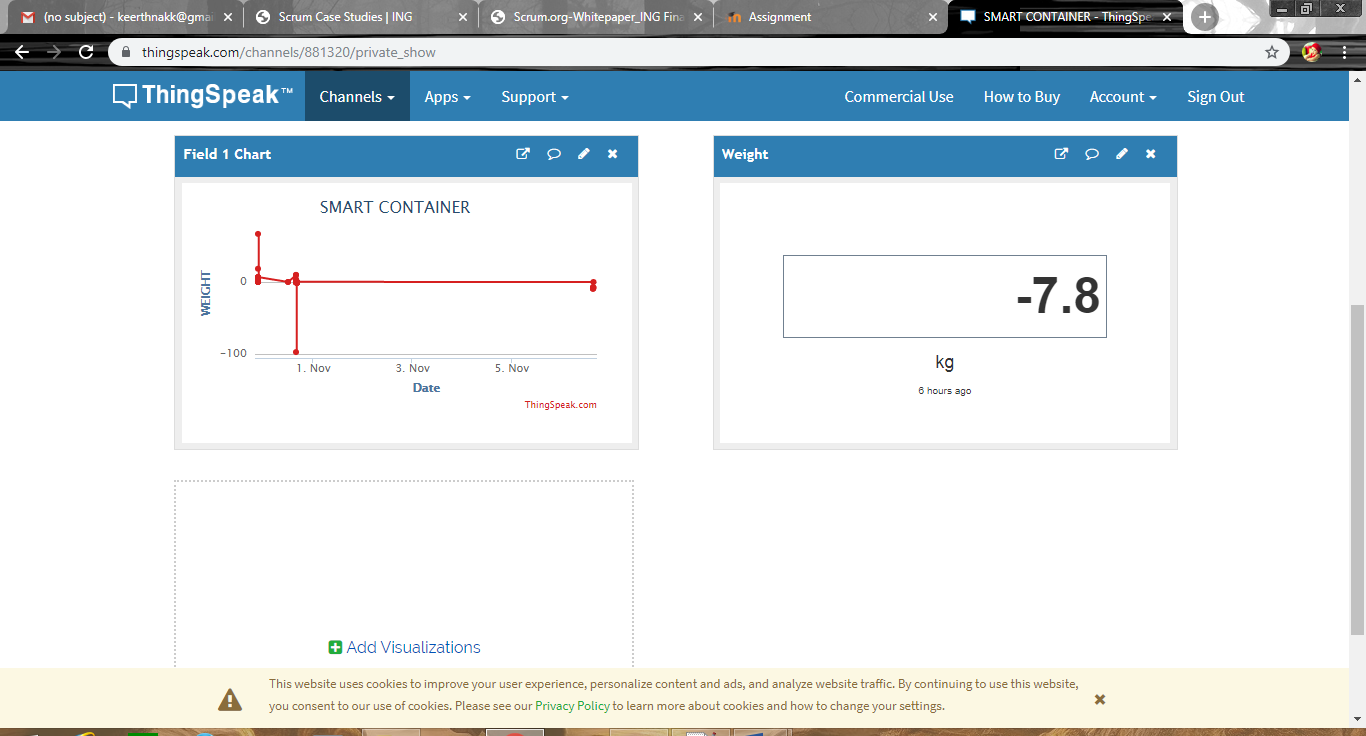 (no subject) - keerthnakk@gmai
Scrum Case Studies | ING
Scrum.org-Whitepaper_ING Fina
Assignment
SMART CONTAINER - ThingSpe
thingspeak.com/channels/881320/private_show
ThingSpeak™
Channels
Apps
Support
Commercial Use
How to Buy
Account
Sign Out
Field 1 Chart
SMART CONTAINER
WEIGHT
0
-100
1. Nov
3. Nov
5. Nov
Date
ThingSpeak.com
Weight
-7.8
kg
6 hours ago
Add Visualizations
This website uses cookies to improve your user experience, personalize content and ads, and analyze website traffic. By continuing to use this website,
you consent to our use of cookies. Please see our Privacy Policy to learn more about cookies and how to change your settings.